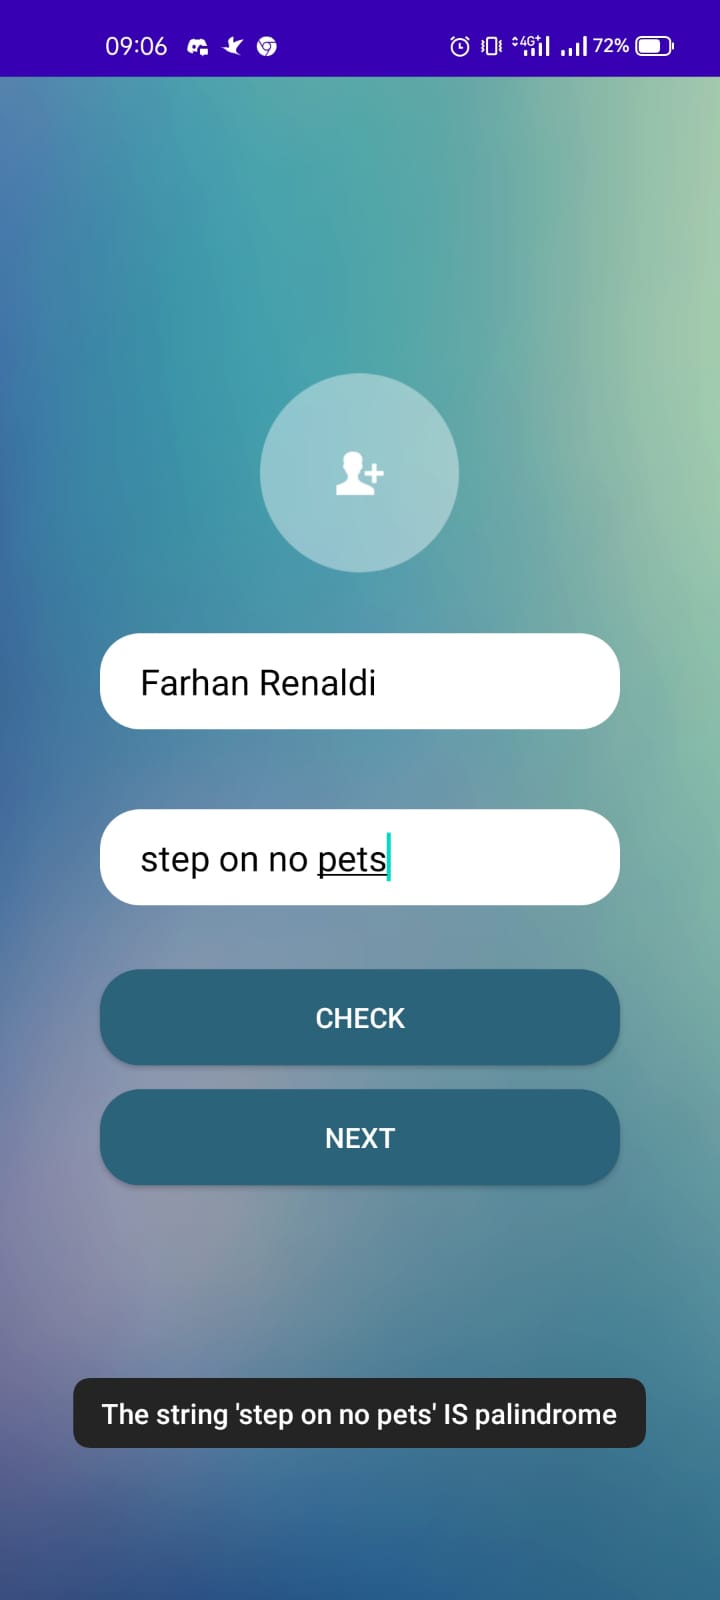 09:06 4G+ 72%
Farhan Renaldi
step on no pets
CHECK
NEXT
The string 'step on no pets' IS palindrome